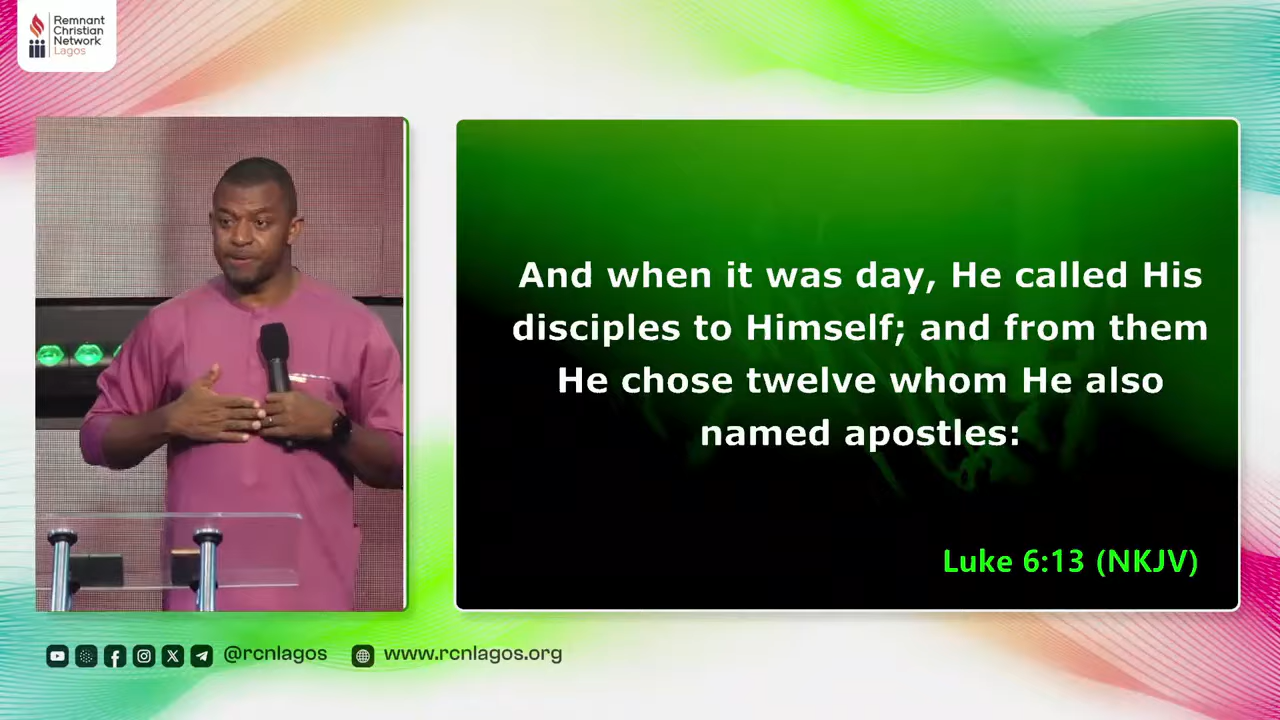 Remnant
Christian
Network
Lagos
And when it was day, He called His
disciples to Himself; and from them
He chose twelve whom He also
named apostles:
Luke 6:13 (NKJV)
@rcnlagos
www.rcnlagos.org